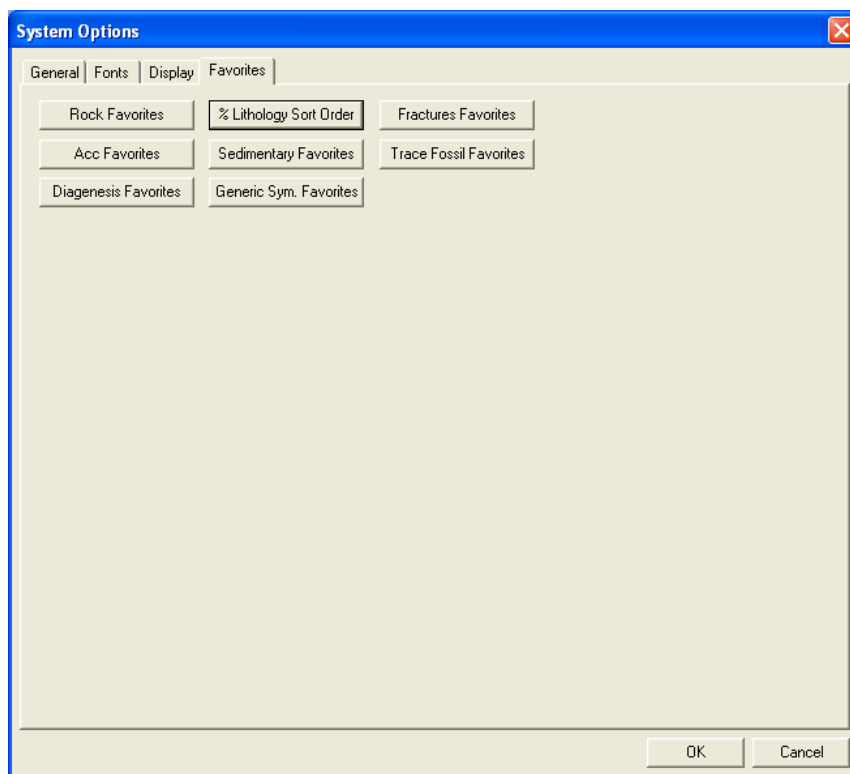 System Options
General Fonts Display Favorites
Rock Favorites % Lithology Sort Order Fractures Favorites
Acc Favorites Sedimentary Favorites Trace Fossil Favorites
Diagenesis Favorites Generic Sym. Favorites
OK Cancel